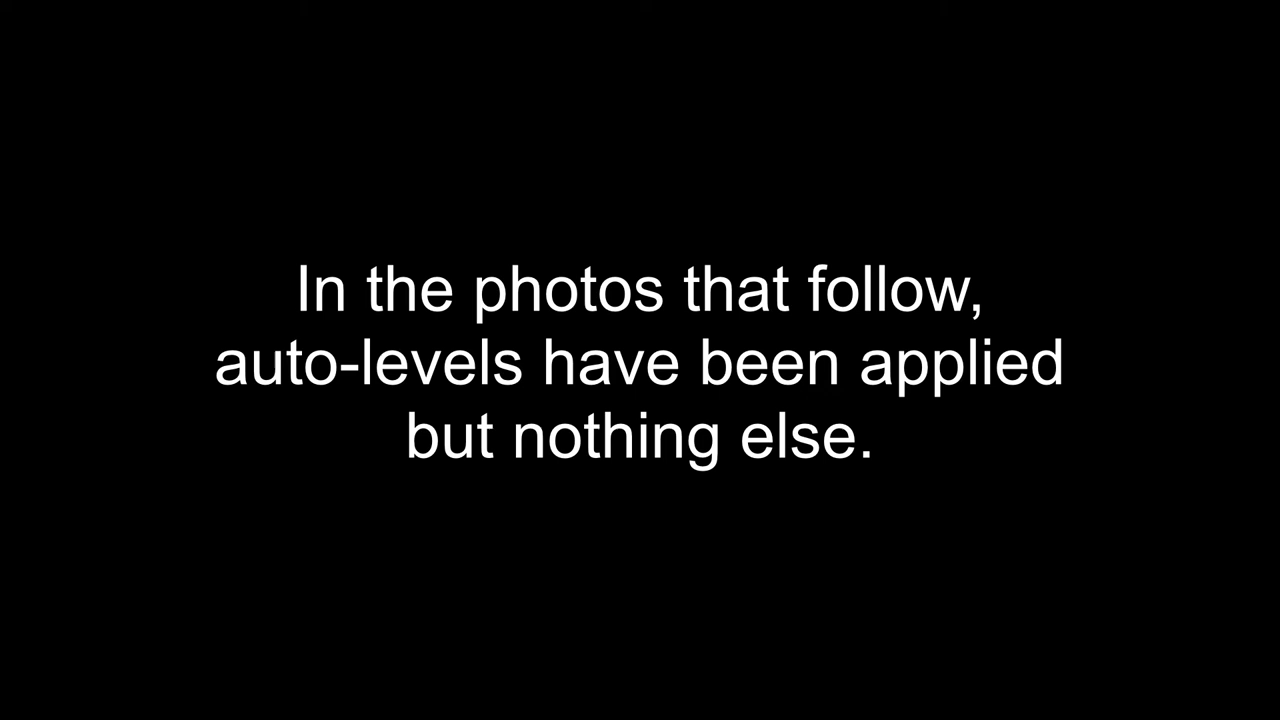 In the photos that follow,
auto-levels have been applied
but nothing else.